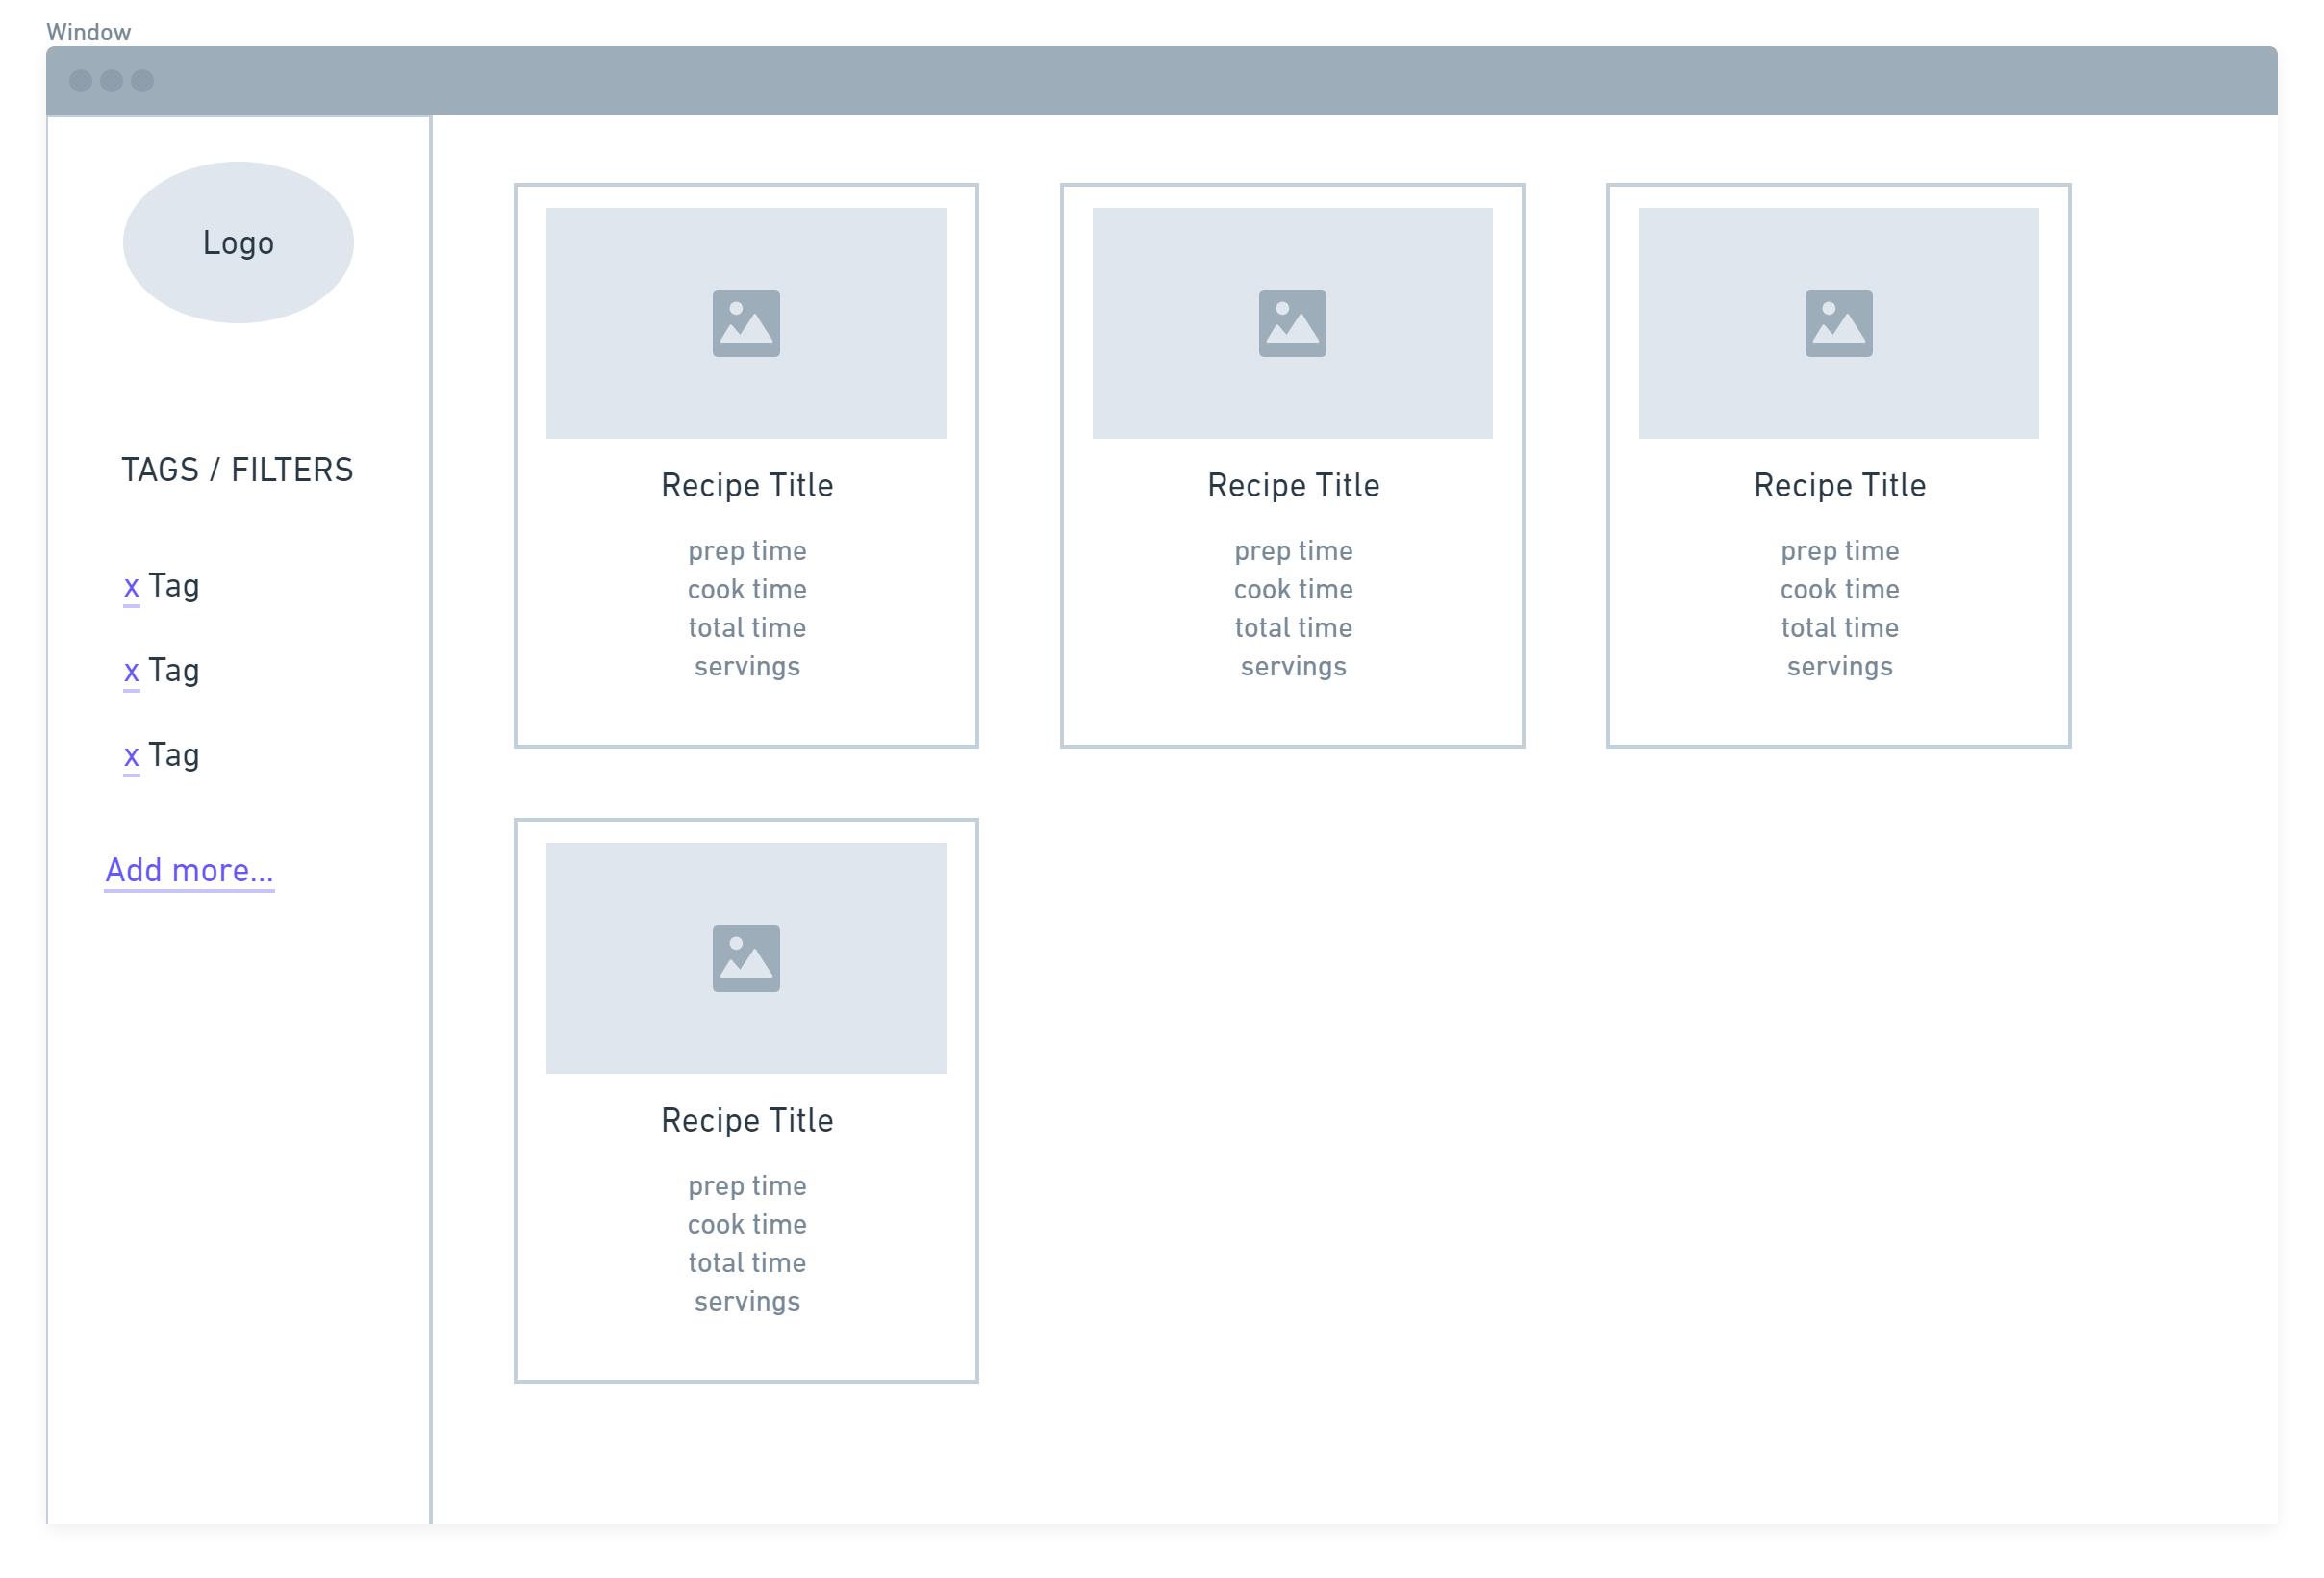 Window
Logo
TAGS / FILTERS
x Tag
x Tag
x Tag
Add more...
Recipe Title
prep time
cook time
total time
servings
Recipe Title
prep time
cook time
total time
servings
Recipe Title
prep time
cook time
total time
servings
Recipe Title
prep time
cook time
total time
servings